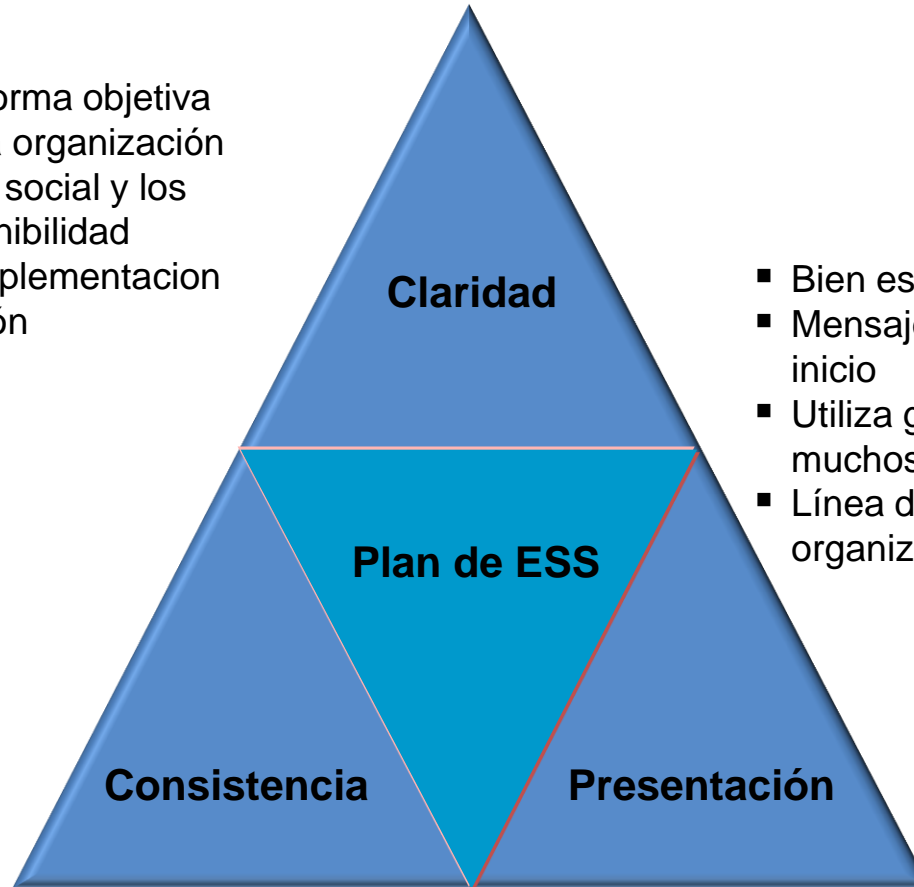 orma objetiva
organización
social y los
nibilidad
plementacion
ón
Claridad
Bien es
Mensaj
inicio
Utiliza g
muchos
Línea d
organiz
Plan de ESS
Consistencia
Presentación